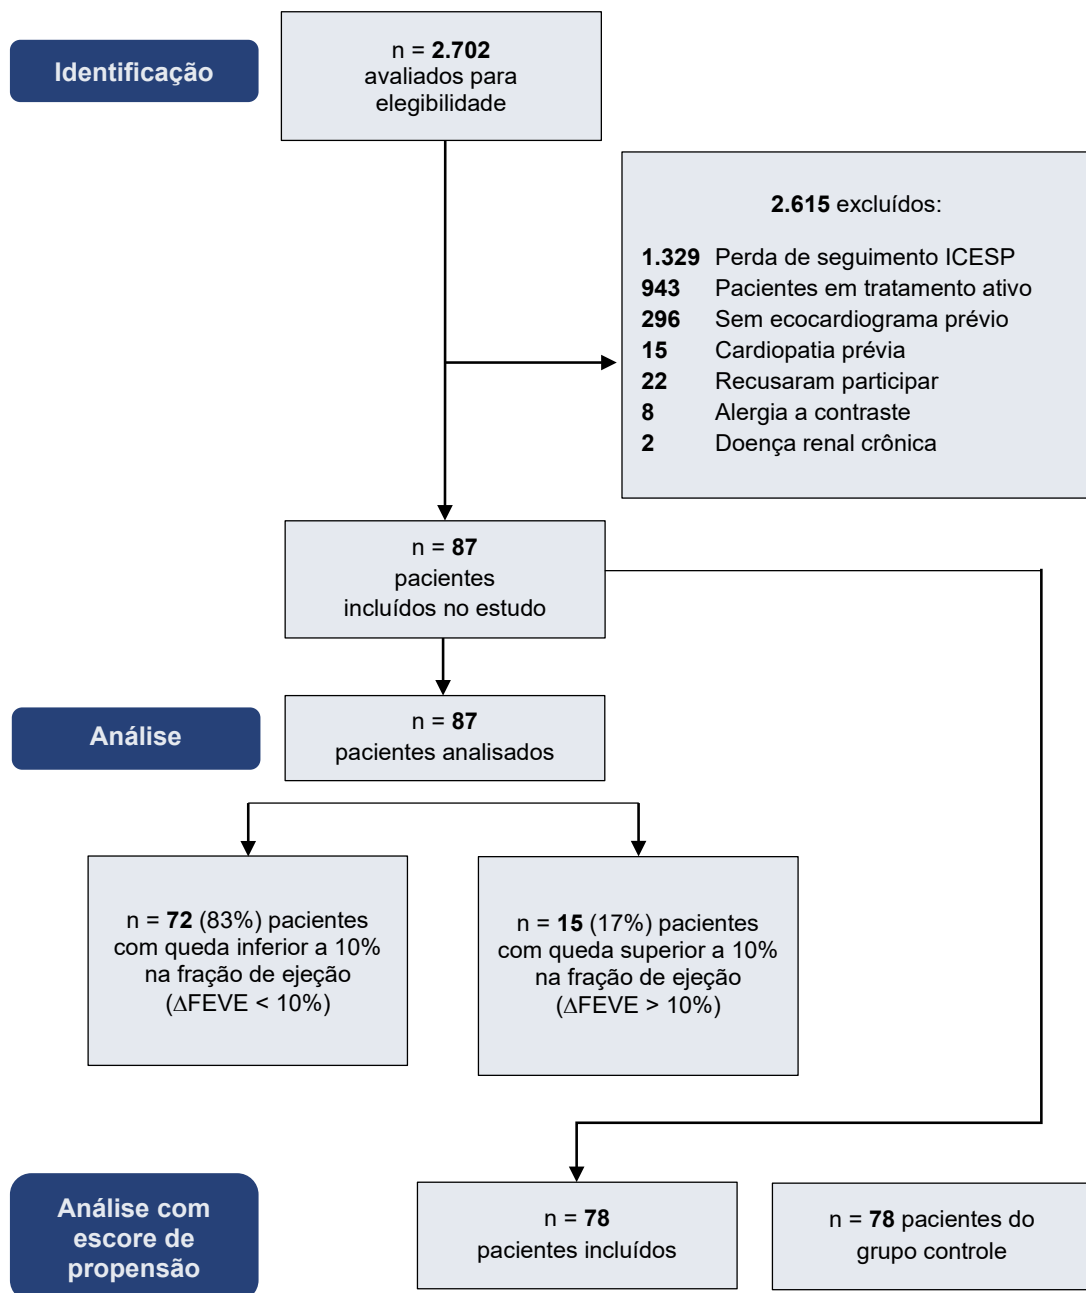 Identificação
n = 2.702
avaliados para
elegibilidade
2.615 excluídos:
1.329 Perda de seguimento ICESP
943 Pacientes em tratamento ativo
296 Sem ecocardiograma prévio
15 Cardiopatia prévia
22 Recusaram participar
8 Alergia a contraste
2 Doença renal crônica
n = 87
pacientes
incluídos no estudo
Análise
n = 87
pacientes analisados
n = 72 (83%) pacientes
com queda inferior a 10%
na fração de ejeção
(ΔFEVE < 10%)
n = 15 (17%) pacientes
com queda superior a 10%
na fração de ejeção
(ΔFEVE > 10%)
Análise com
escore de
propensão
n = 78
pacientes incluídos
n = 78 pacientes do
grupo controle